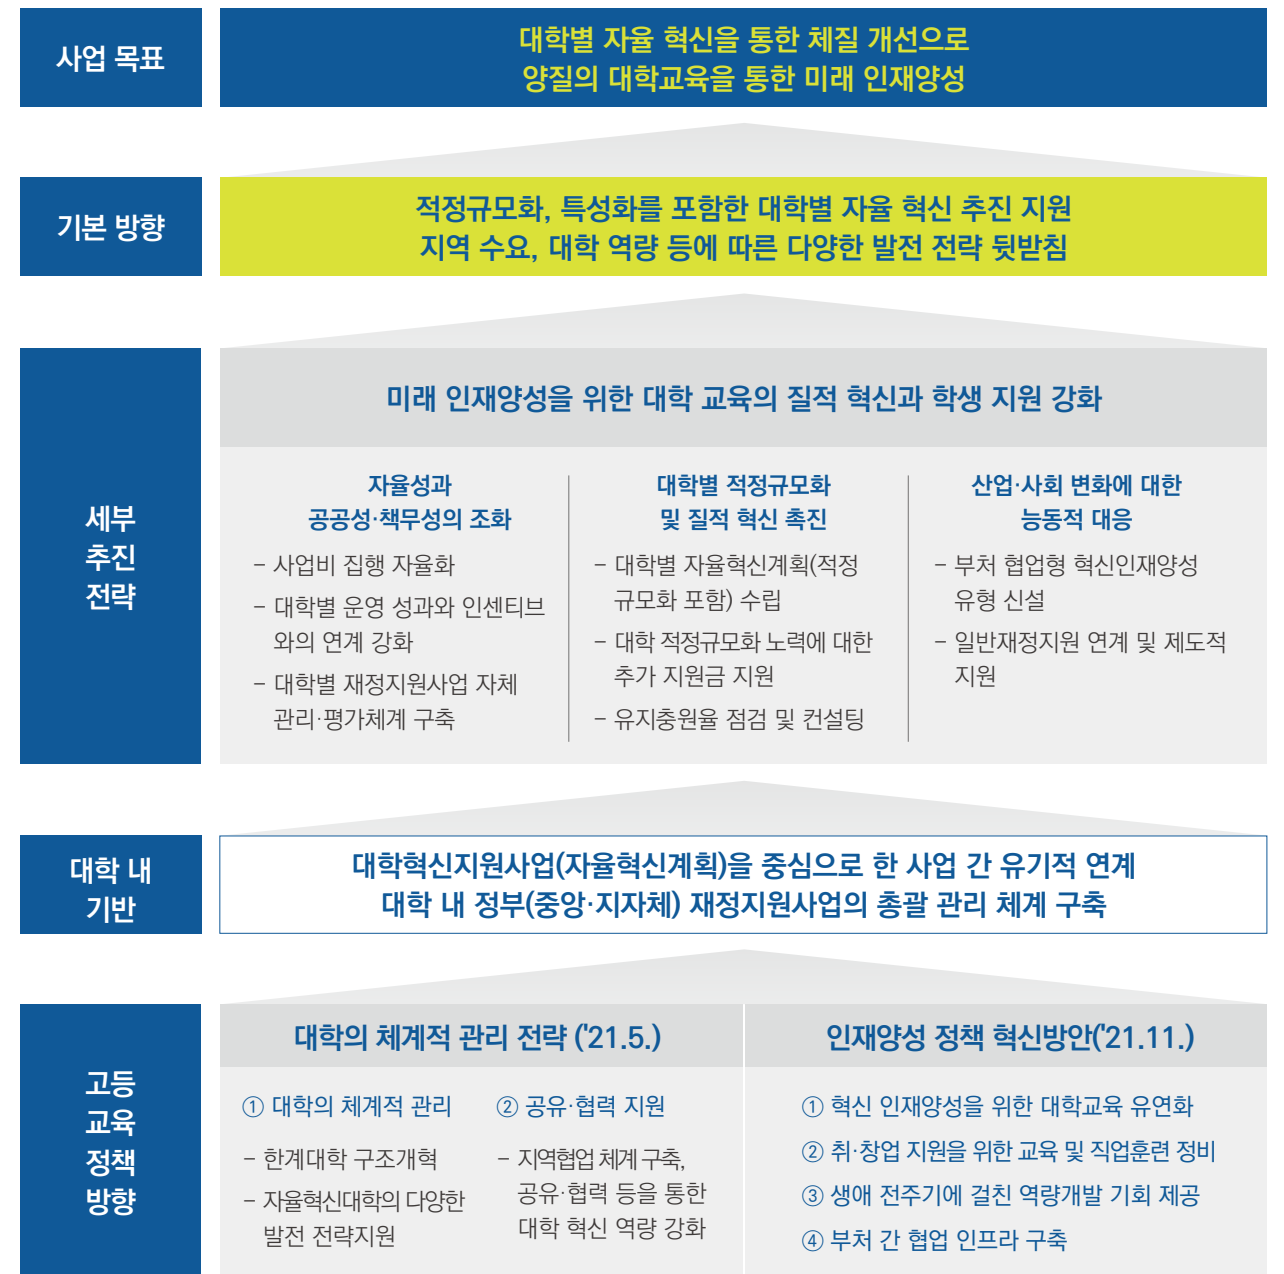 사업 목표
대학별 자율 혁신을 통한 체질 개선으로
양질의 대학교육을 통한 미래 인재양성
기본 방향
적정규모화, 특성화를 포함한 대학별 자율 혁신 추진 지원
지역 수요, 대학 역량 등에 따른 다양한 발전 전략 뒷받침
세부
추진
전략
미래 인재양성을 위한 대학 교육의 질적 혁신과 학생 지원 강화
자율성과
공공성·책무성의 조화
- 사업비 집행 자율화
- 대학별 운영 성과와 인센티브
와의 연계 강화
- 대학별 재정지원사업 자체
관리·평가체계 구축
대학별 적정규모화
및 질적 혁신 촉진
- 대학별 자율혁신계획(적정
규모화 포함) 수립
- 대학 적정규모화 노력에 대한
추가 지원금 지원
- 유지충원율 점검 및 컨설팅
산업·사회 변화에 대한
능동적 대응
- 부처 협업형 혁신인재양성
유형 신설
- 일반재정지원 연계 및 제도적
지원
대학 내
기반
대학혁신지원사업(자율혁신계획)을 중심으로 한 사업 간 유기적 연계
대학 내 정부(중앙·지자체) 재정지원사업의 총괄 관리 체계 구축
고등
교육
정책
방향
대학의 체계적 관리 전략 ('21.5.)
① 대학의 체계적 관리
- 한계대학 구조개혁
- 자율혁신대학의 다양한
발전 전략지원
② 공유·협력 지원
- 지역협업 체계 구축,
공유·협력 등을 통한
대학 혁신 역량 강화
인재양성 정책 혁신방안('21.11.)
① 혁신 인재양성을 위한 대학교육 유연화
② 취·창업 지원을 위한 교육 및 직업훈련 정비
③ 생애 전주기에 걸친 역량개발 기회 제공
④ 부처 간 협업 인프라 구축